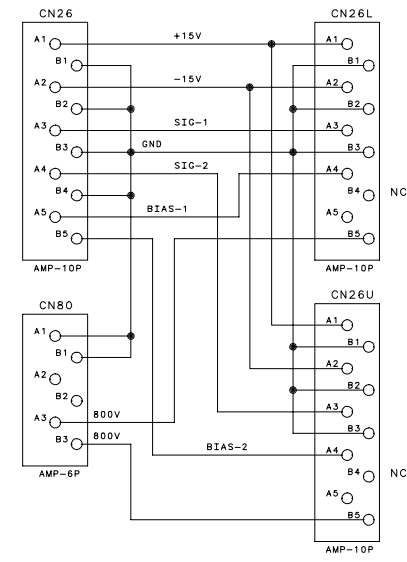 CN26
CN26L
A1
+15V
A1
B1
B1
A2
-15V
A2
B2
B2
A3
SIG-1
A3
B3
GND
B3
A4
SIG-2
A4
B4
B4
NC
A5
BIAS-1
A5
B5
B5
AMP-10P
AMP-10P
CN80
CN26U
A1
A1
B1
B1
A2
A2
B2
B2
A3
800V
A3
B3
800V
B3
BIAS-2
A4
AMP-6P
B4
NC
A5
B5
AMP-10P